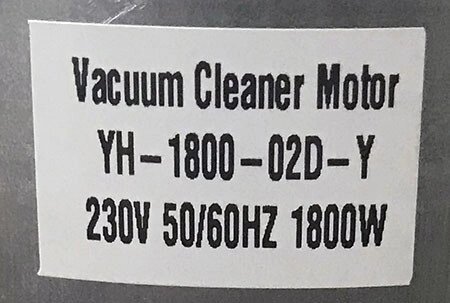 Vacuum Cleaner Motor
YH-1800-02D-Y
230V 50/60HZ 1800W